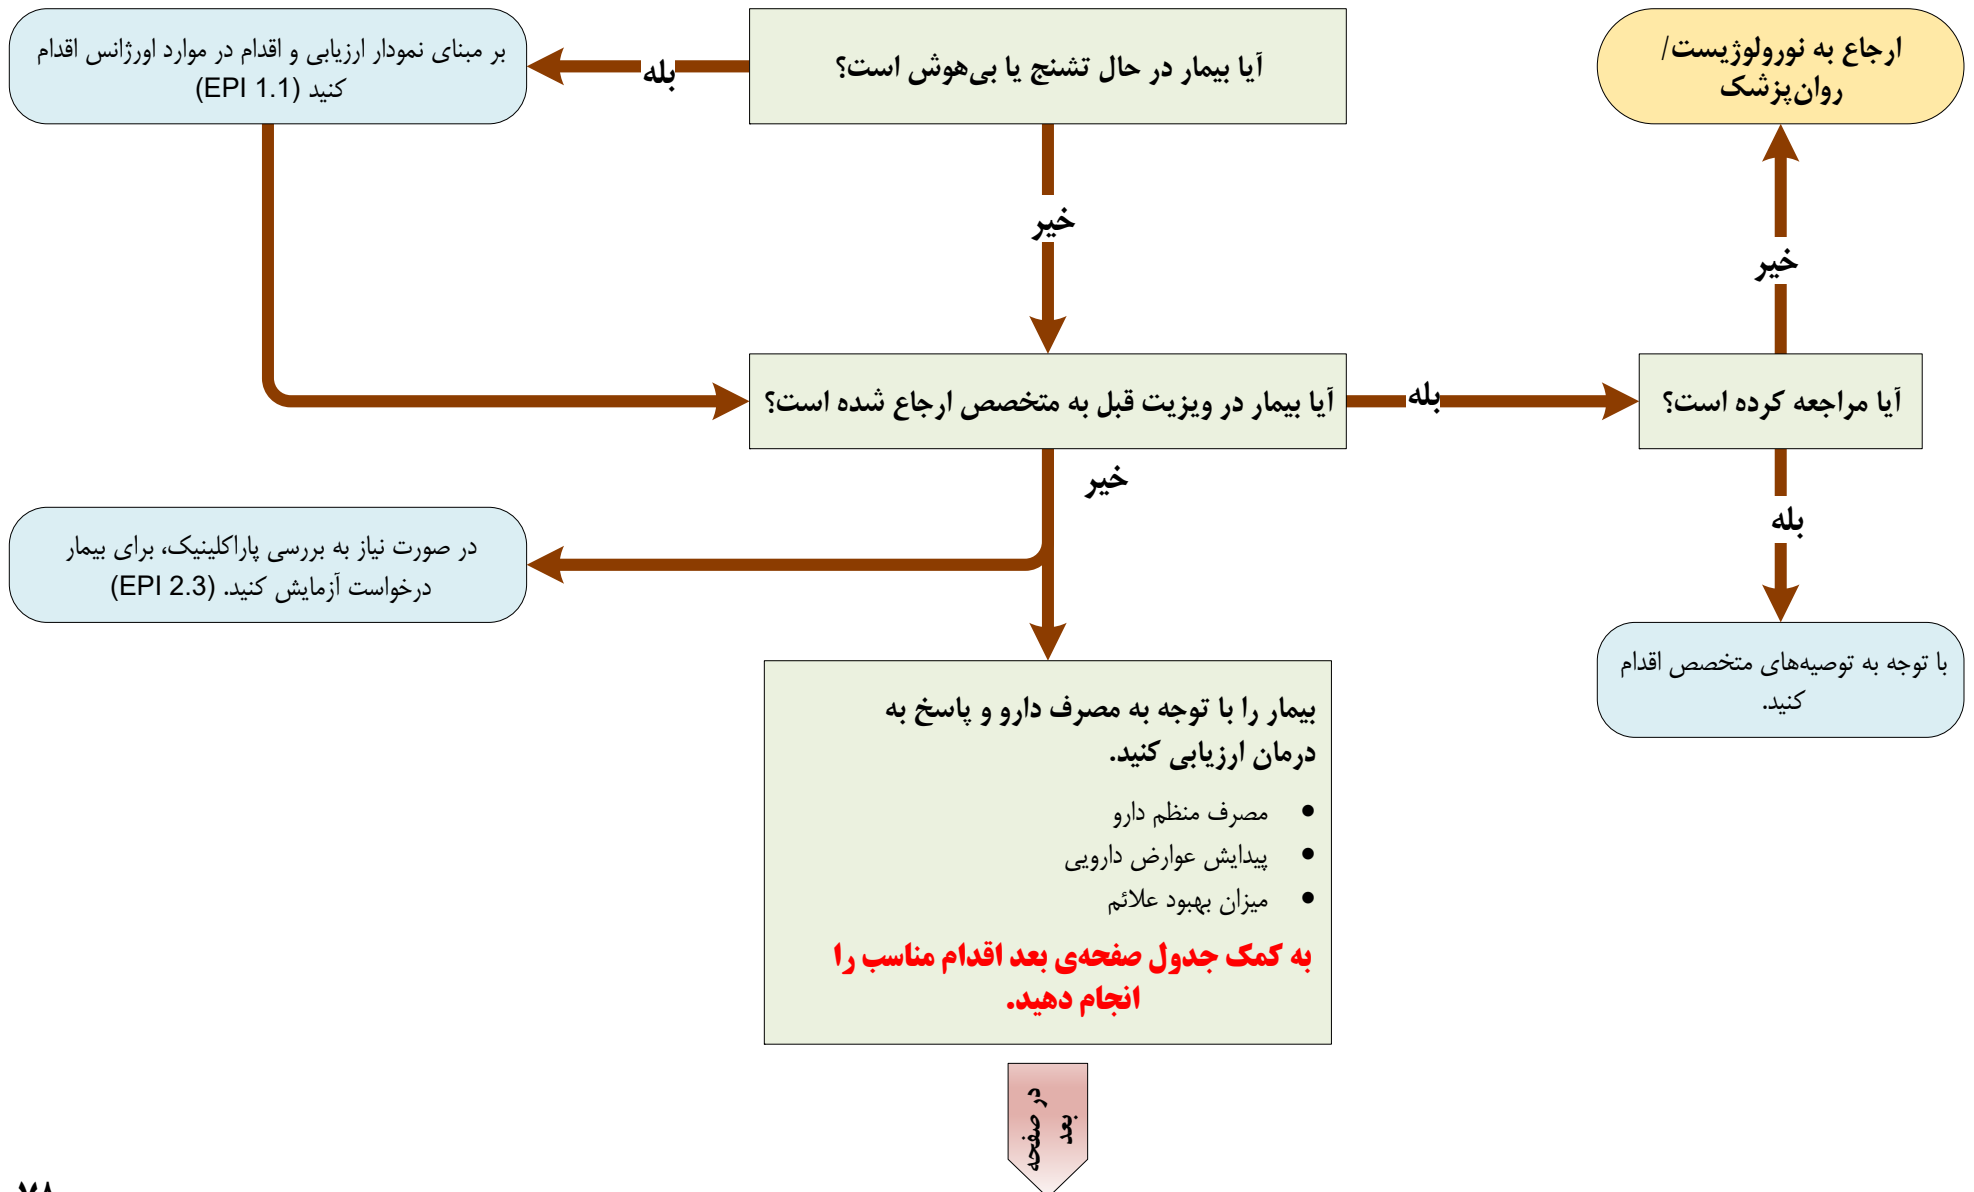 آیا بیمار در حال تشنج یا بی‌هوش است؟
بله
بر مبنای نمودار ارزیابی و اقدام در موارد اورژانس اقدام
کنید (EPI 1.1)
خیر
ارجاع به نورولوژیست/
روان‌پزشک
خیر
آیا مراجعه کرده است؟
بله
آیا بیمار در ویزیت قبل به متخصص ارجاع شده است؟
خیر
بله
با توجه به توصیه‌های متخصص اقدام
کنید.
در صورت نیاز به بررسی پاراکلینیک، برای بیمار
درخواست آزمایش کنید. (EPI 2.3)
بیمار را با توجه به مصرف دارو و پاسخ به
درمان ارزیابی کنید.
• مصرف منظم دارو
• پیدایش عوارض دارویی
• میزان بهبود علائم
به کمک جدول صفحه‌ی بعد اقدام مناسب را
انجام دهید.
در صفحه
بعد